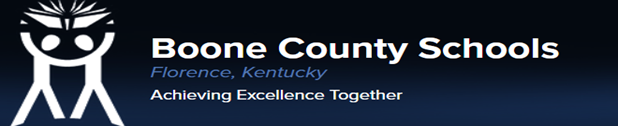 Boone County Schools
Florence, Kentucky
Achieving Excellence Together